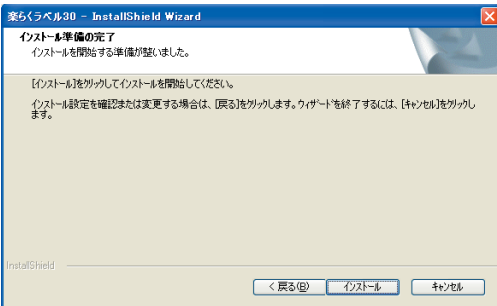 楽らくラベル30 - InstallShield Wizard
インストール準備の完了
インストールを開始する準備が整いました。
[インストール]をクリックしてインストールを開始してください。
インストール設定を確認または変更する場合は、[戻る]をクリックします。ウィザードを終了するには、[キャンセル]をクリックし
ます。
InstallShield
< 戻る(B) インストール キャンセル